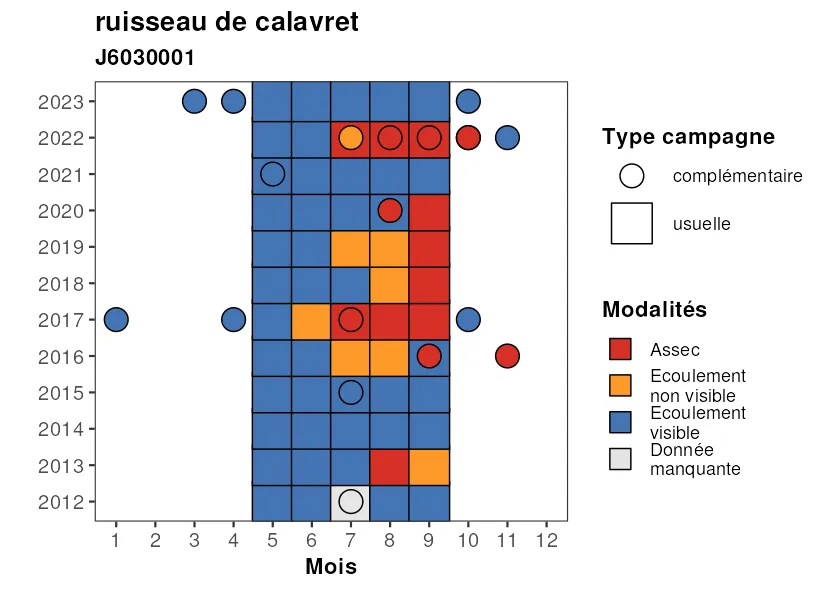 ruisseau de calavret
J6030001
2023
2022
2021
2020
2019
2018
2017
2016
2015
2014
2013
2012
1 2 3 4 5 6 7 8 9 10 11 12
Mois
Type campagne
complémentaire
usuelle
Modalités
Assec
Ecoulement
non visible
Ecoulement
visible
Donnée
manquante